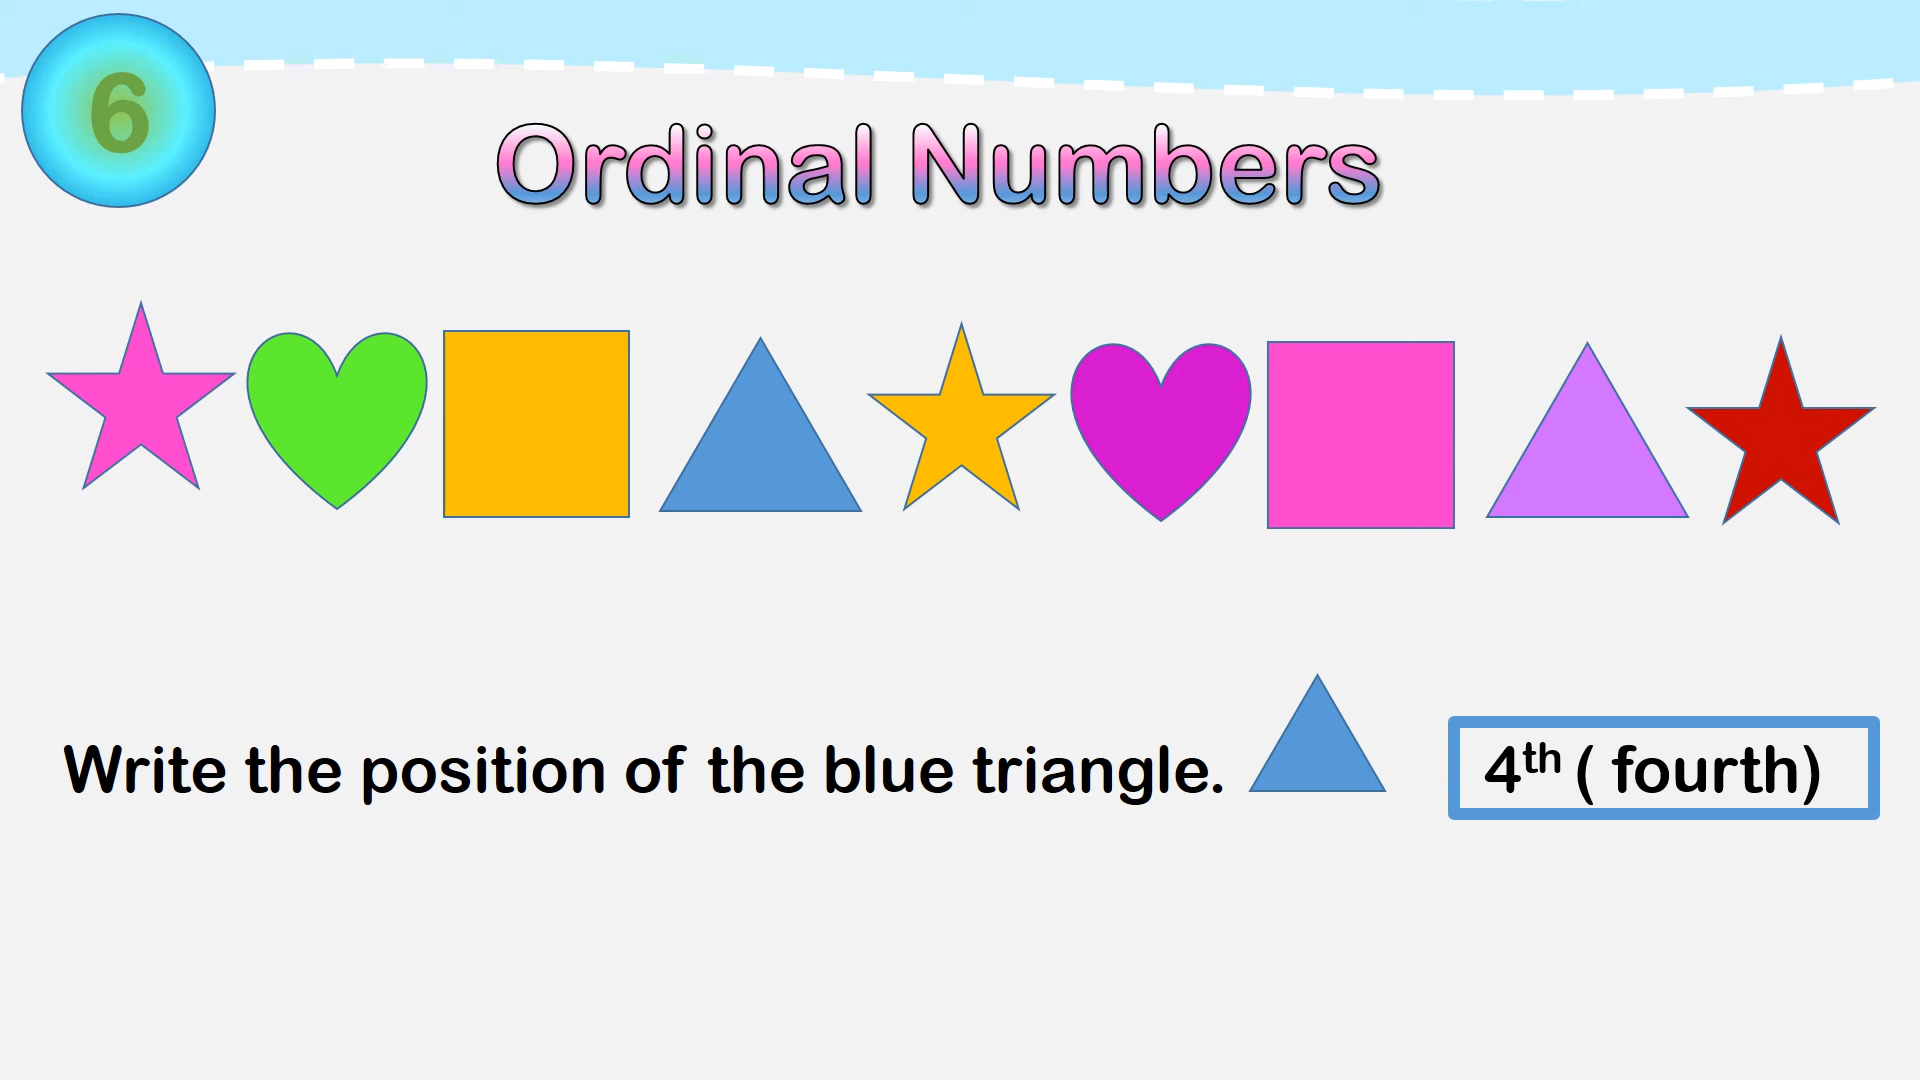 6
Ordinal Numbers
Write the position of the blue triangle. 4th ( fourth)